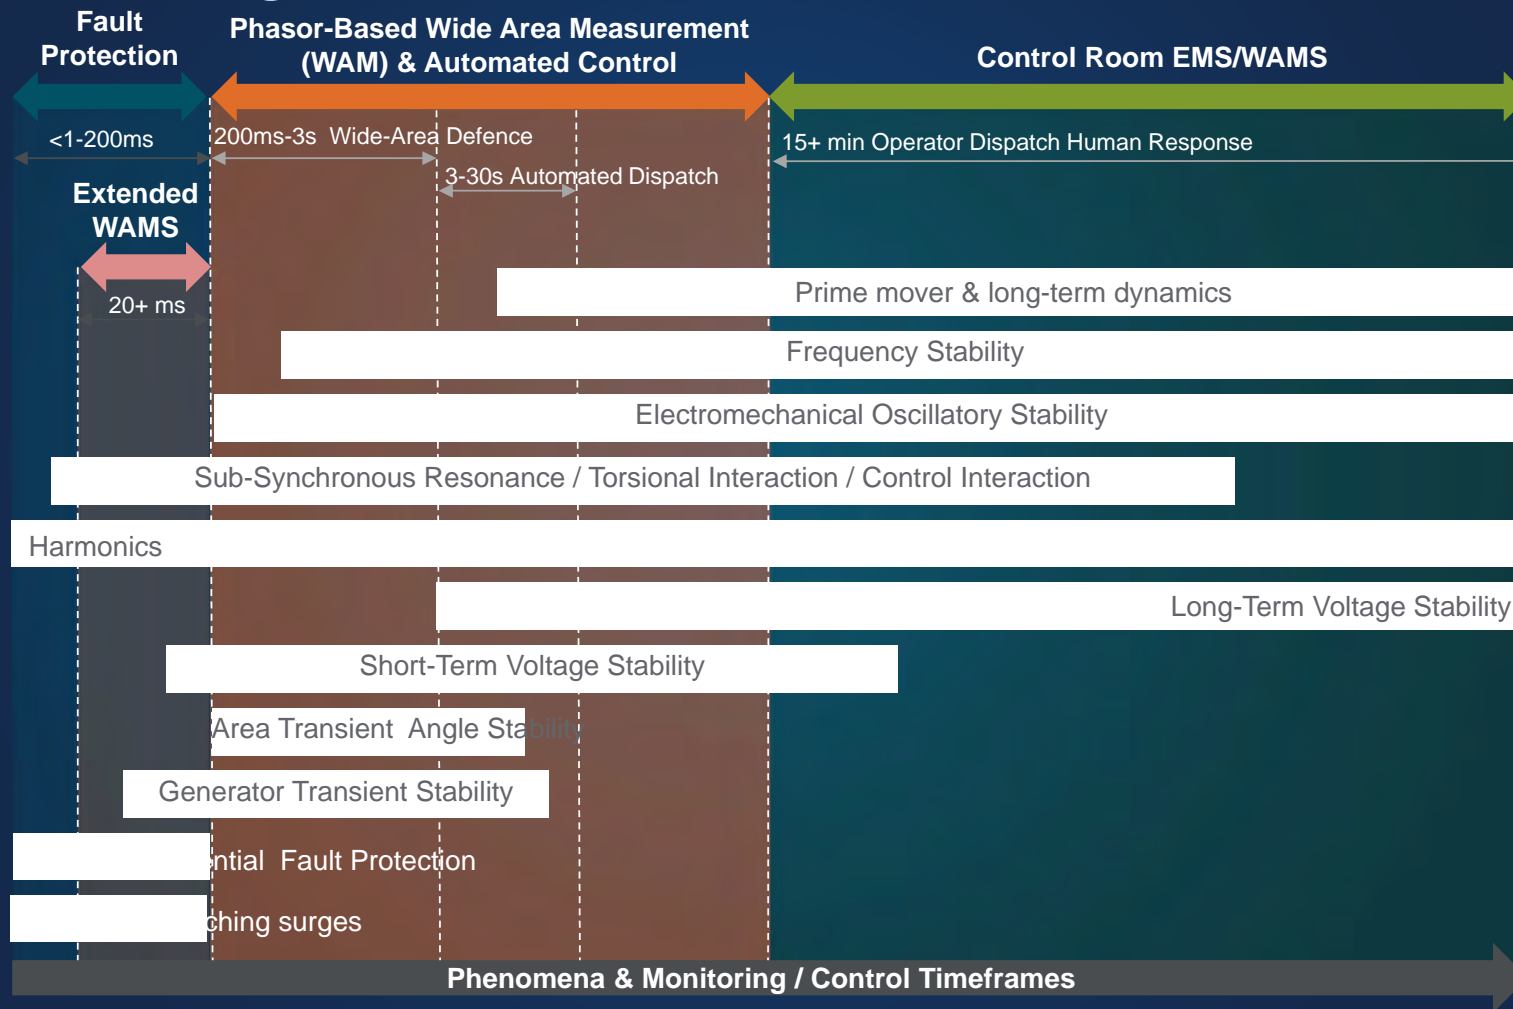 Fault
Protection
Phasor-Based Wide Area Measurement
(WAM) & Automated Control
Control Room EMS/WAMS
<1-200ms
200ms-3s Wide-Area Defence
15+ min Operator Dispatch Human Response
3-30s Automated Dispatch
Extended
WAMS
20+ ms
Prime mover & long-term dynamics
Frequency Stability
Electromechanical Oscillatory Stability
Sub-Synchronous Resonance / Torsional Interaction / Control Interaction
Harmonics
Long-Term Voltage Stability
Short-Term Voltage Stability
Area Transient Angle Stability
Generator Transient Stability
ential Fault Protection
ching surges
Phenomena & Monitoring / Control Timeframes